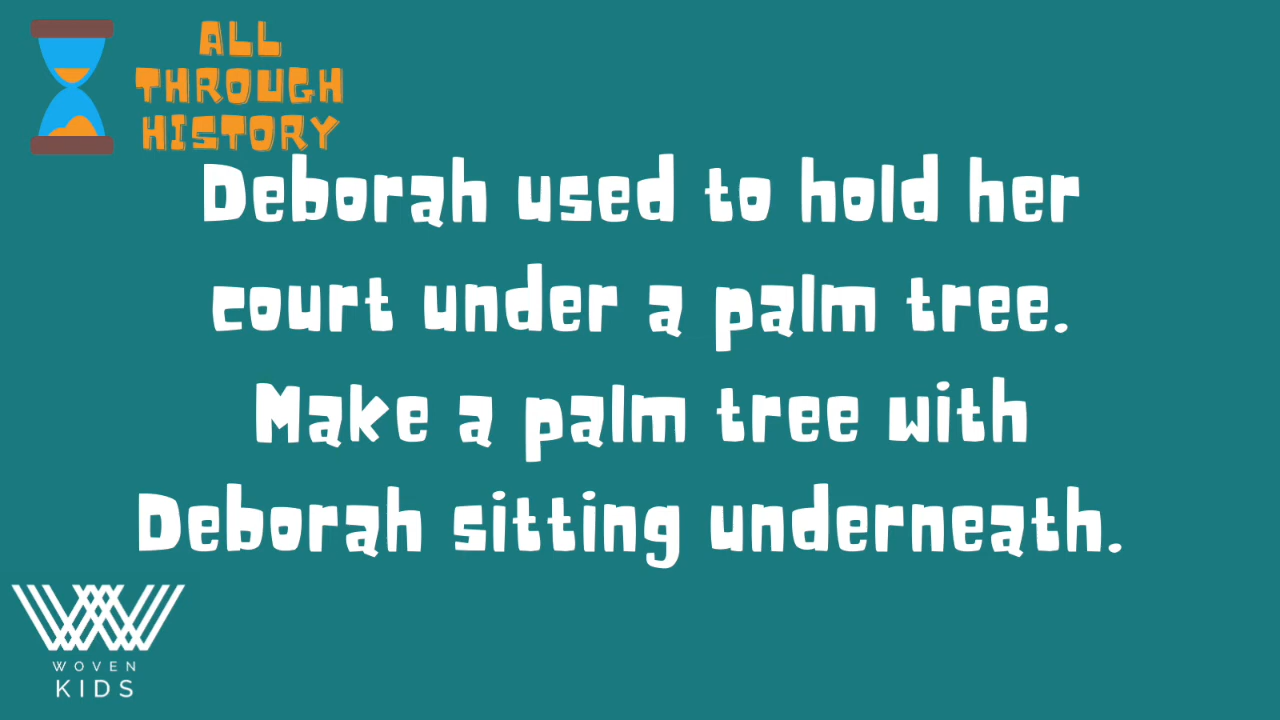 ALL
THROUGH
HISTORY
Deborah used to hold her
court under a palm tree.
Make a palm tree with
Deborah sitting underneath.
WOVEN
KIDS